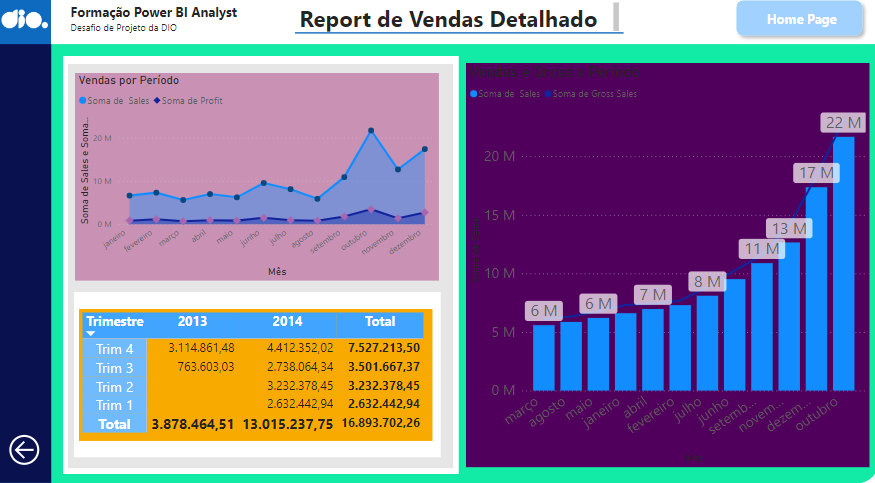 dio.
Formação Power BI Analyst
Desafio de Projeto da DIO
Report de Vendas Detalhado
Home Page
Vendas por Período
Soma de Sales Soma de Profit
Soma de Sales e Soma...
20 M
10 M
0 M
janeiro fevereiro março abril maio junho julho agosto setembro outubro novembro dezembro
Mês
Trimestre 2013 2014 Total
Trim 4 3.114.861,48 4.412.352,02 7.527.213,50
Trim 3 763.603,03 2.738.064,34 3.501.667,37
Trim 2 3.232.378,45 3.232.378,45
Trim 1 2.632.442,94 2.632.442,94
Total 3.878.464,51 13.015.237,75 16.893.702,26
Soma de Sales Soma de Gross Sales
22 M
20 M
17 M
15 M
13 M
11 M
10 M
8 M
7 M
6 M
6 M
5 M
0 M
março agosto maio janeiro abril fevereiro julho junho setemb... novem... dezem... outubro